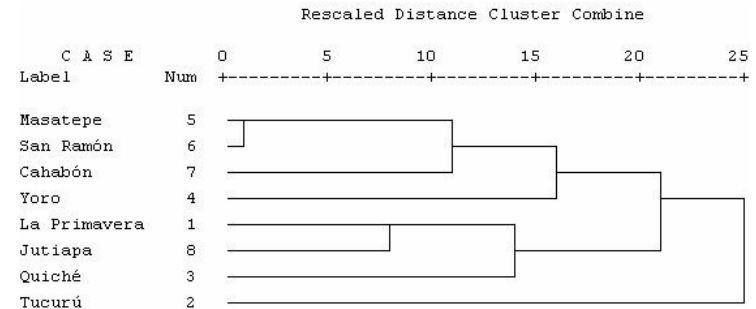 Rescaled Distance Cluster Combine
C A S E 0 5 10 15 20 25
Label Num +---------+---------+---------+---------+---------+
Masatepe 5
San Ramón 6
Cahabón 7
Yoro 4
La Primavera 1
Jutiapa 8
Quiché 3
Tucurú 2